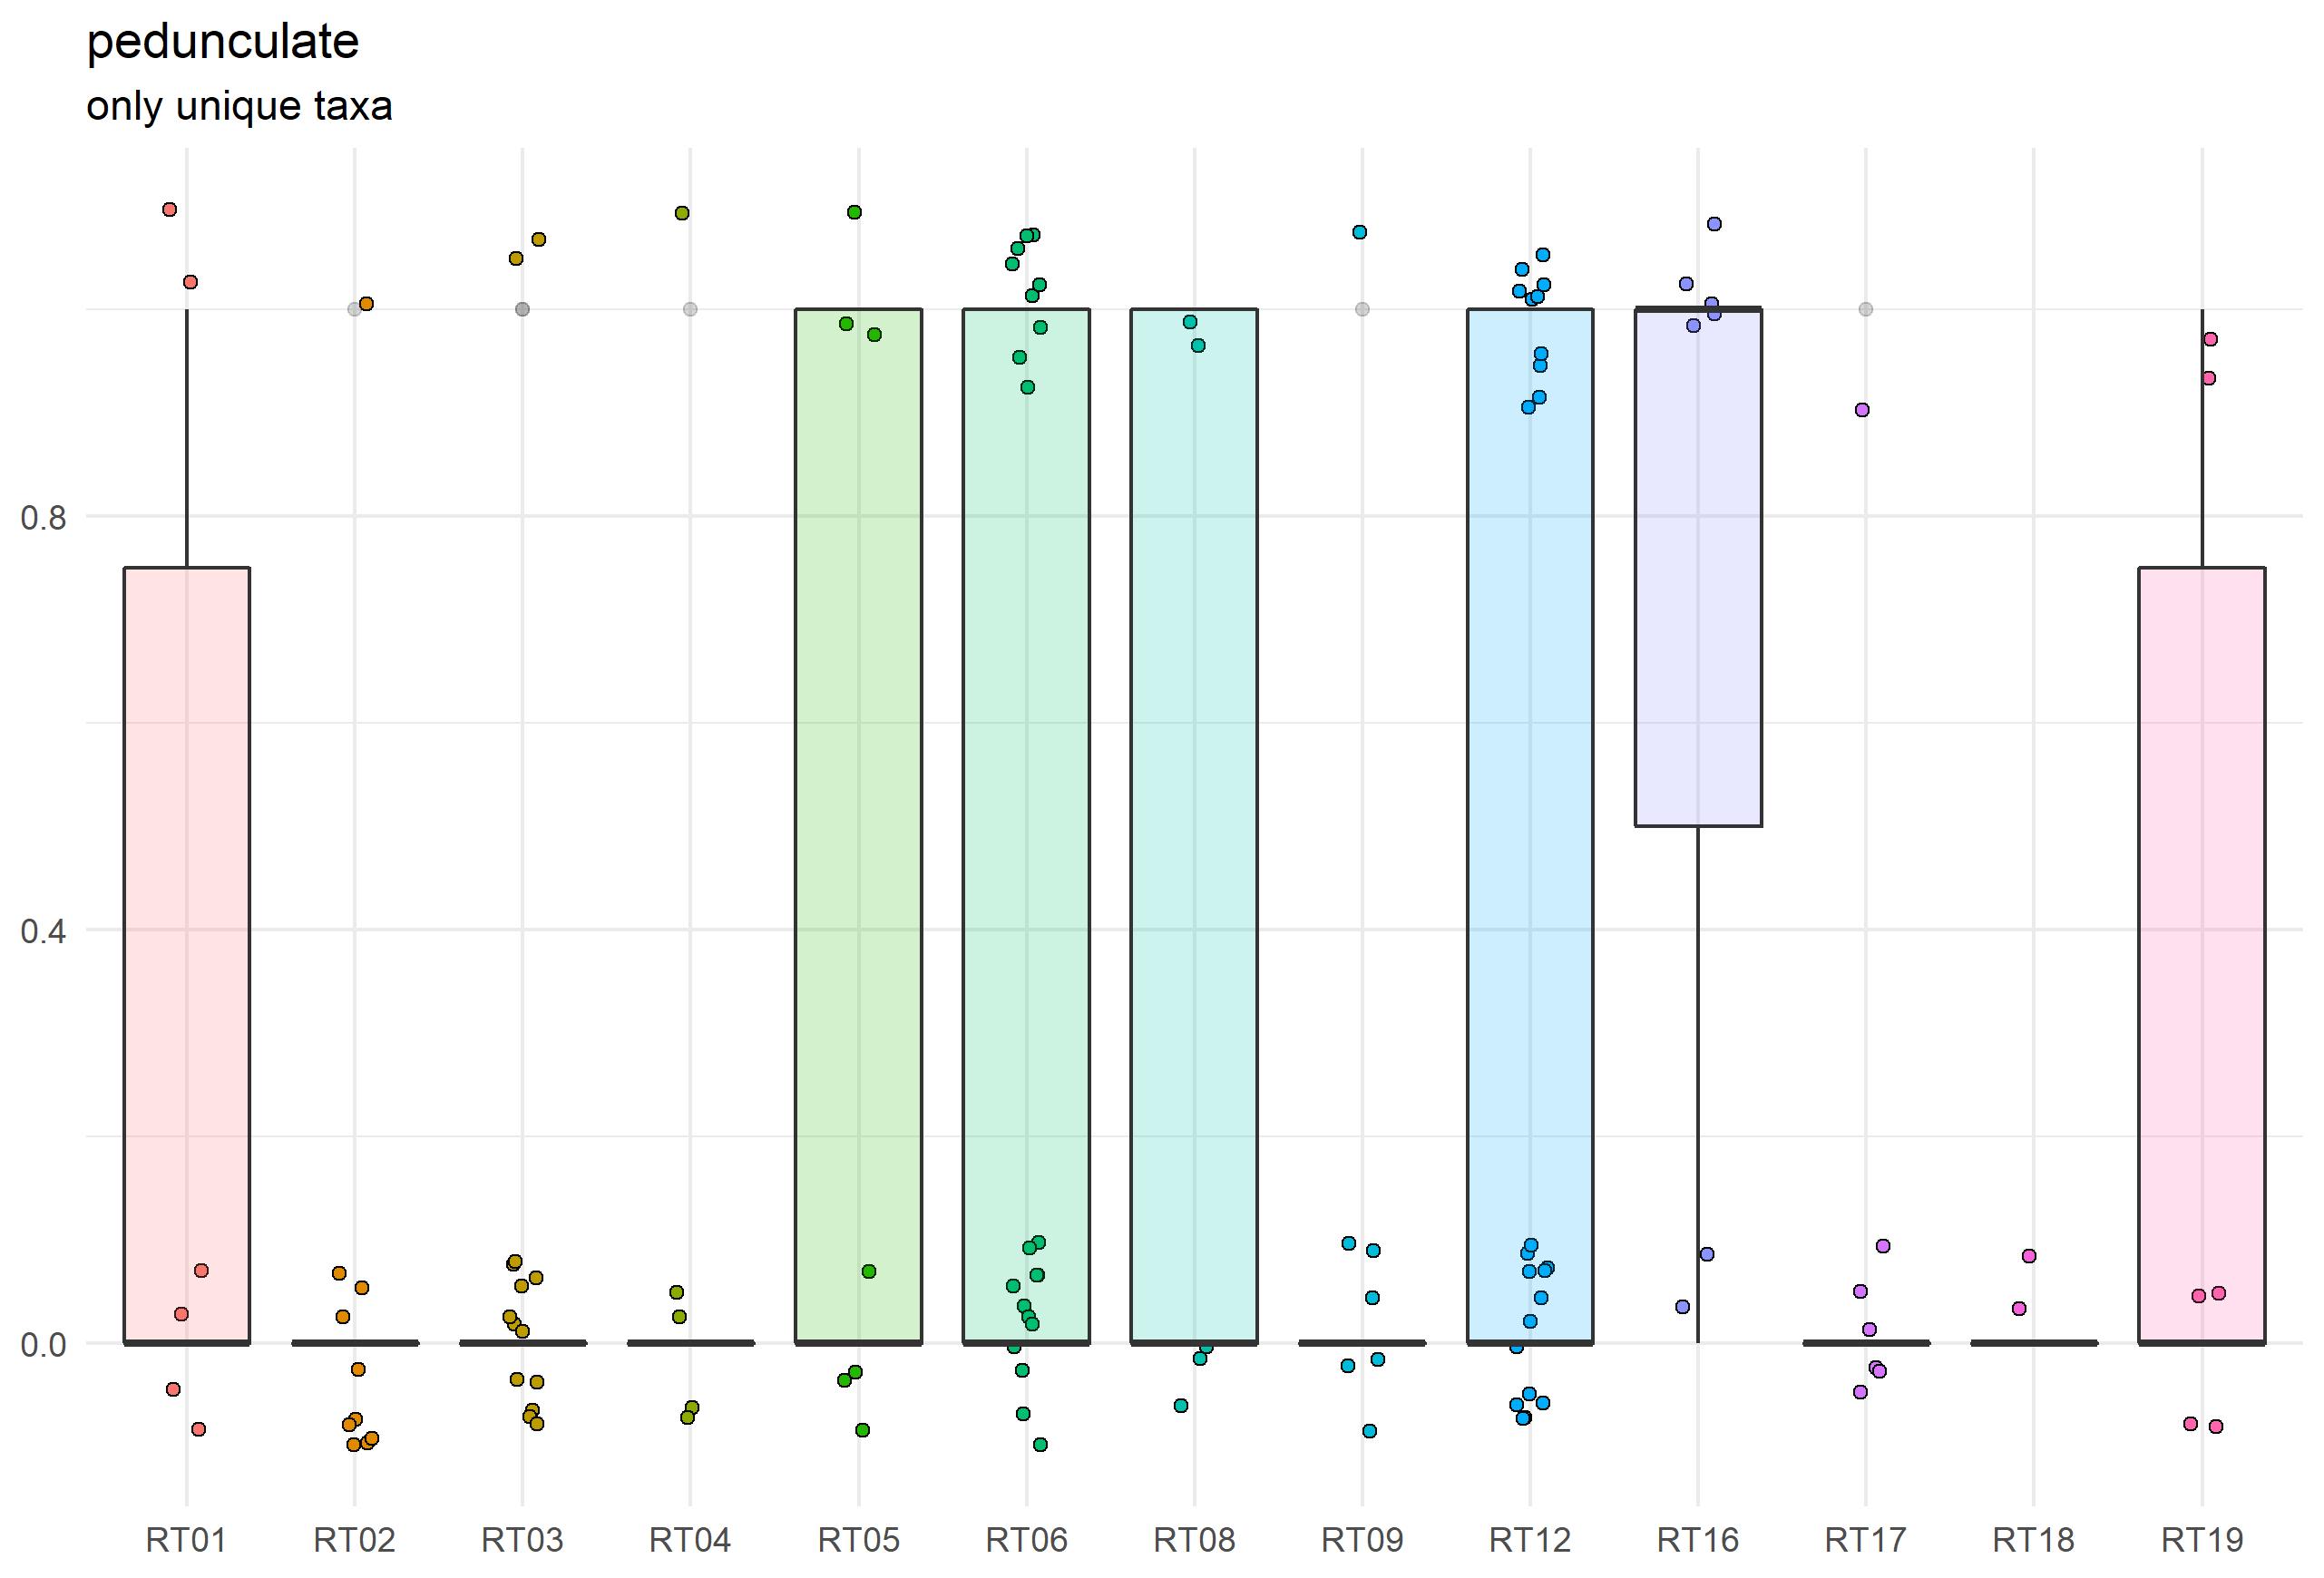 pedunculate
only unique taxa
0.8
0.4
0.0
RT01 RT02 RT03 RT04 RT05 RT06 RT08 RT09 RT12 RT16 RT17 RT18 RT19